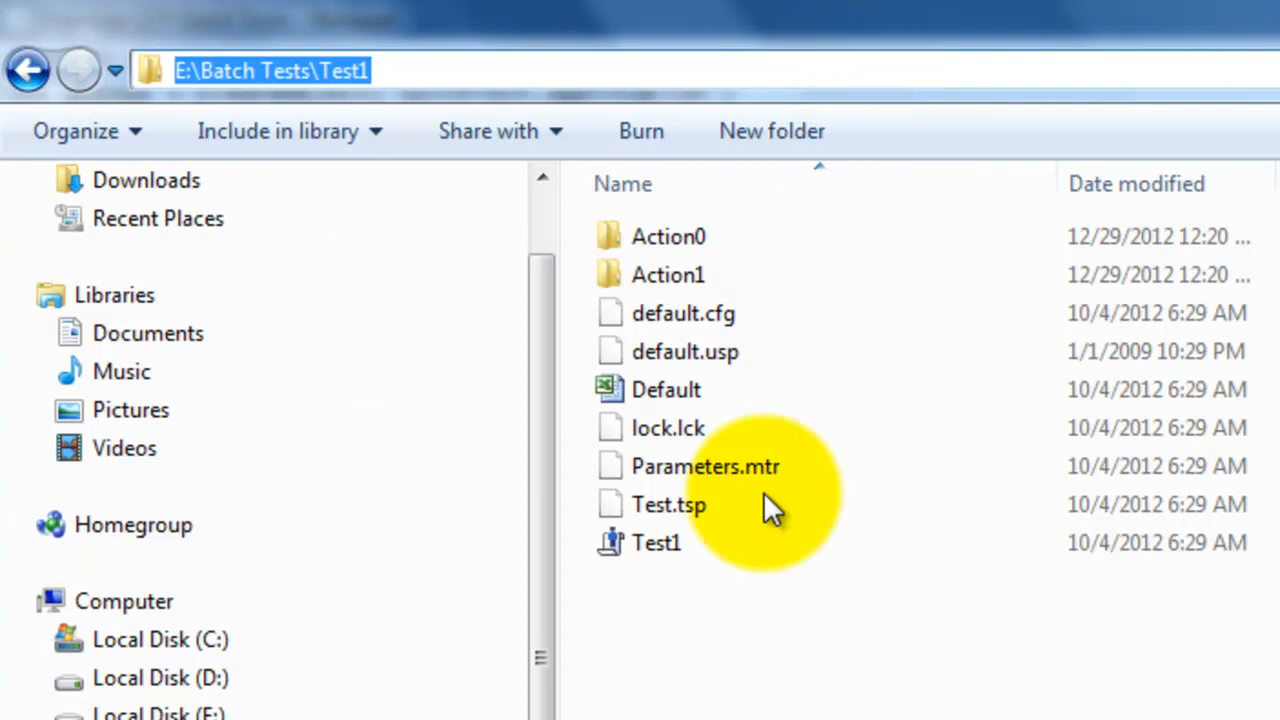 E:\Batch Tests\Test1
Organize Include in library Share with Burn New folder
Downloads
Recent Places
Libraries
Documents
Music
Pictures
Videos
Homegroup
Computer
Local Disk (C:)
Local Disk (D:)
Local Disk (E:)
Name Date modified
Action0 12/29/2012 12:20 ...
Action1 12/29/2012 12:20 ...
default.cfg 10/4/2012 6:29 AM
default.usp 1/1/2009 10:29 PM
Default 10/4/2012 6:29 AM
lock.lck 10/4/2012 6:29 AM
Parameters.mtr 10/4/2012 6:29 AM
Test.tsp 10/4/2012 6:29 AM
Test1 10/4/2012 6:29 AM